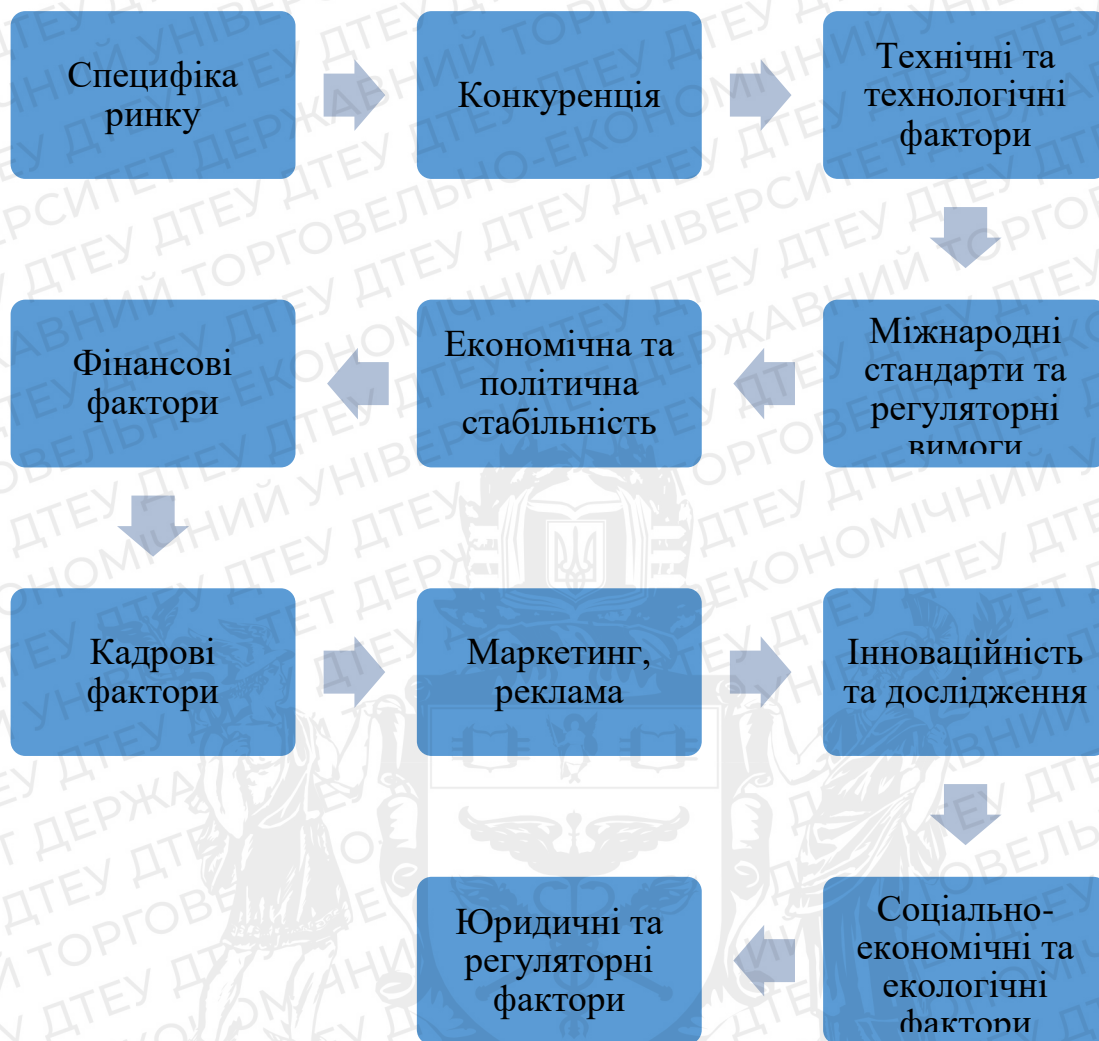 Специфіка
ринку
Конкуренція
Технічні та
технологічні
фактори
Міжнародні
стандарти та
регуляторні
вимоги
Економічна та
політична
стабільність
Фінансові
фактори
Кадрові
фактори
Маркетинг,
реклама
Інноваційність
та дослідження
Соціально-
економічні та
екологічні
фактори
Юридичні та
регуляторні
фактори